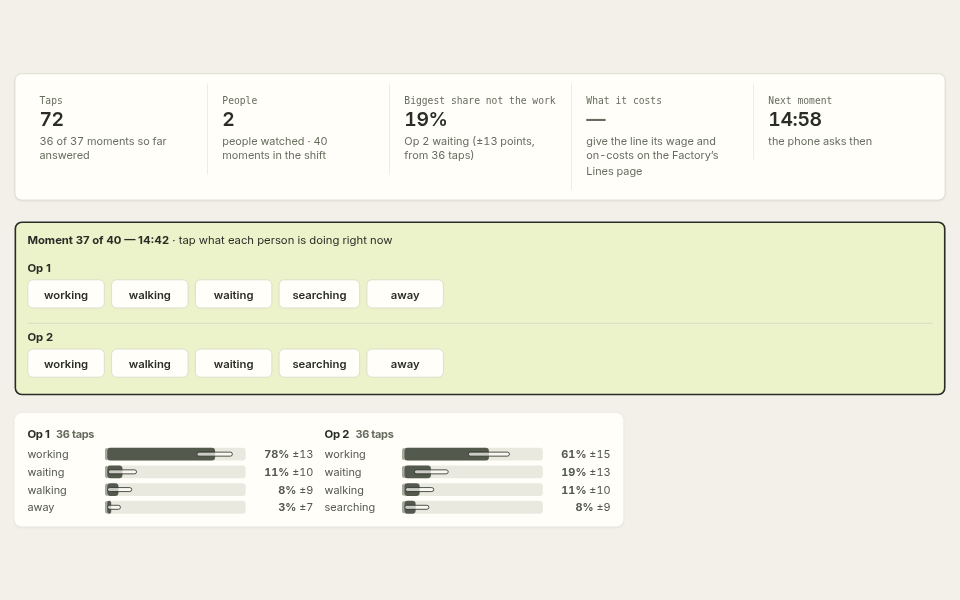 Taps
72
36 of 37 moments so far
answered
People
2
people watched · 40
moments in the shift
Biggest share not the work
19%
Op 2 waiting (±13 points,
from 36 taps)
What it costs
—
give the line its wage and
on-costs on the Factory's
Lines page
Next moment
14:58
the phone asks then
Moment 37 of 40 — 14:42 · tap what each person is doing right now
Op 1
working walking waiting searching away
Op 2
working walking waiting searching away
Op 1 36 taps
working 78% ±13
waiting 11% ±10
walking 8% ±9
away 3% ±7
Op 2 36 taps
working 61% ±15
waiting 19% ±13
walking 11% ±10
searching 8% ±9